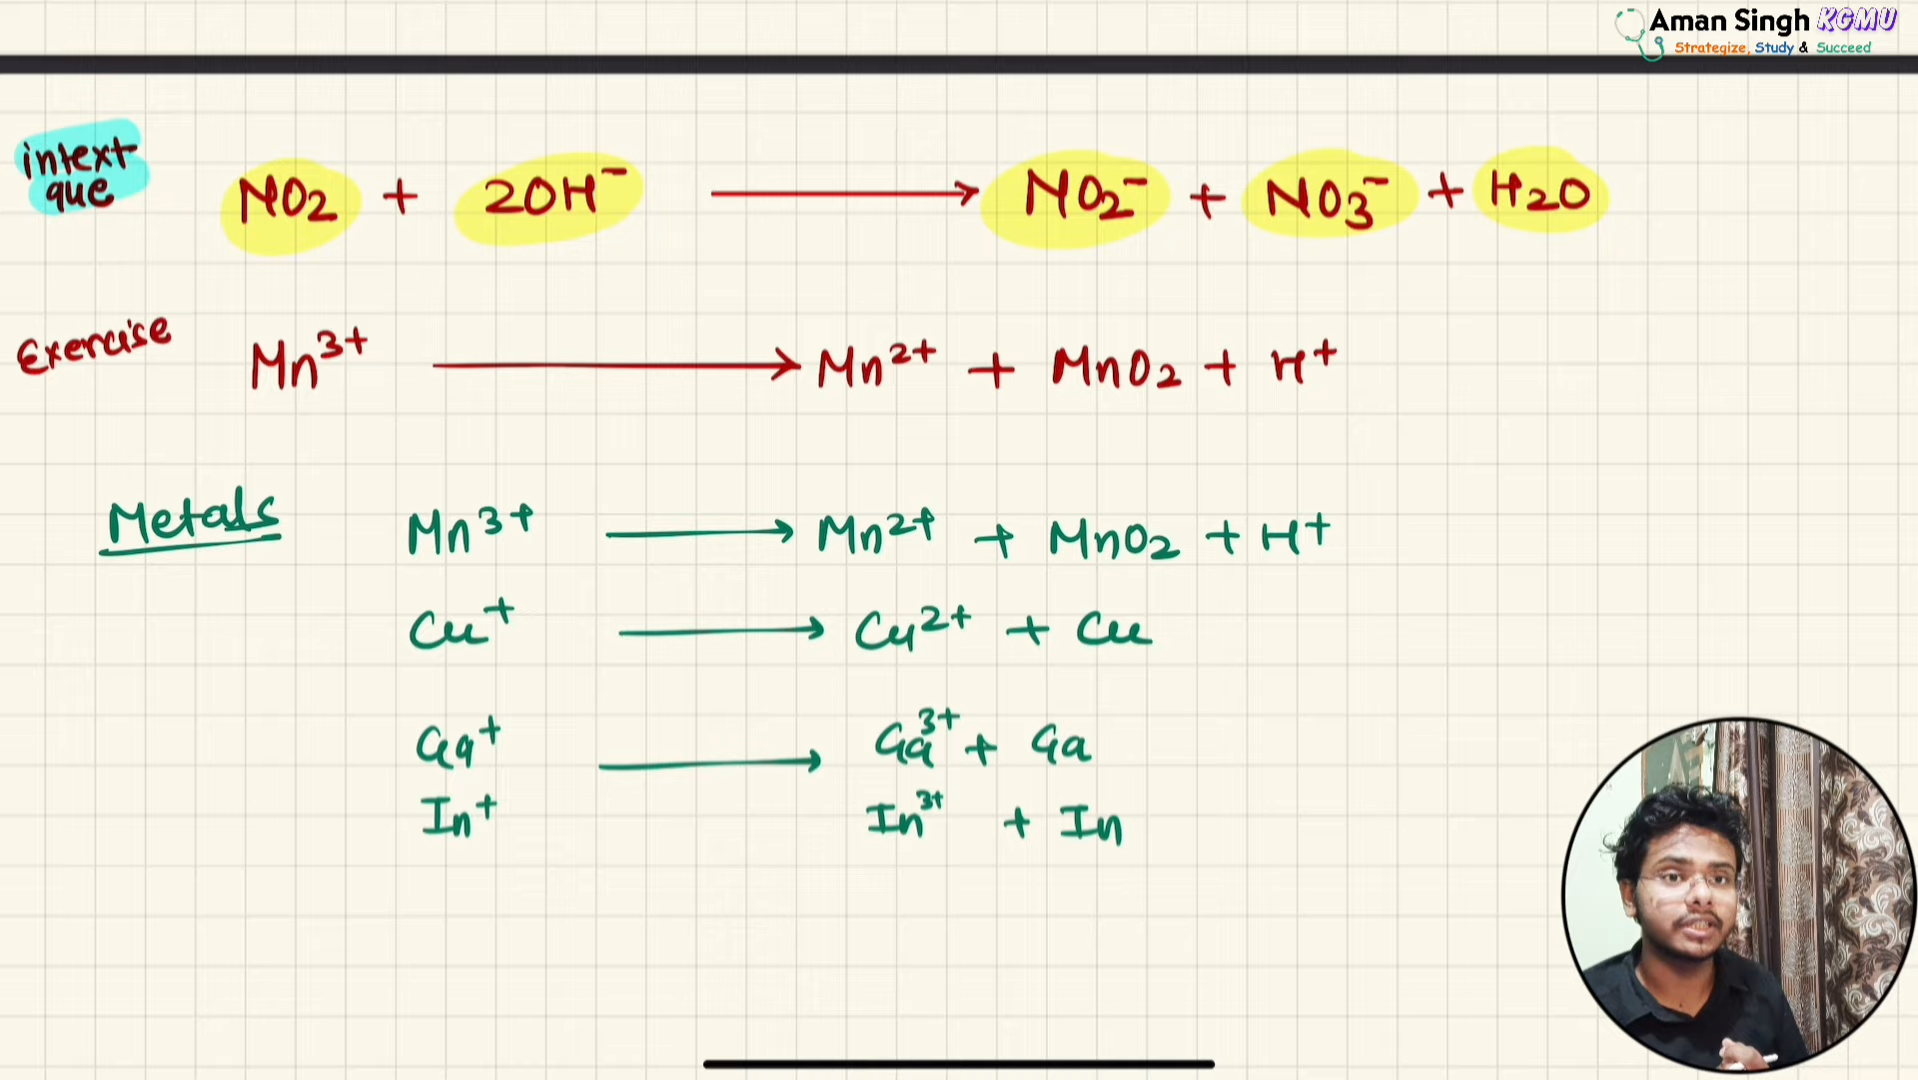 Aman Singh KGMU
Strategize, Study & Succeed
intext
que
NO2 + 2OH⁻ ⟶ NO2⁻ + NO3⁻ + H2O
Exercise Mn³⁺ ⟶ Mn²⁺ + MnO2 + H⁺
Metals Mn³⁺ ⟶ Mn²⁺ + MnO2 + H⁺
Cu⁺ ⟶ Cu²⁺ + Cu
Ga⁺ ⟶ Ga³⁺ + Ga
In⁺ In³⁺ + In